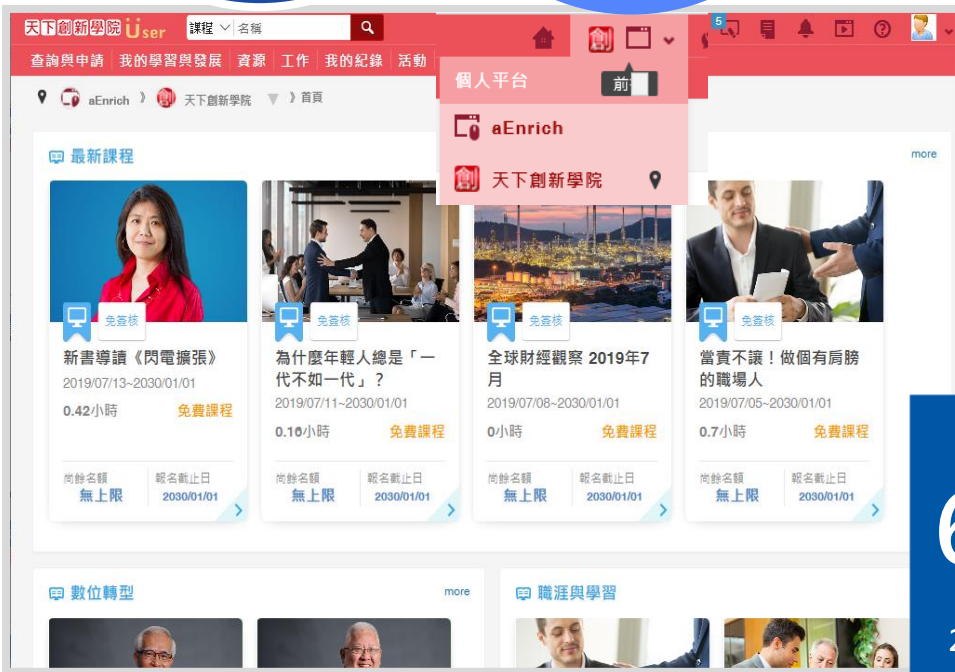 天下創新學院 User 課程 名稱
5
查詢與申請 我的學習與發展 資源 工作 我的紀錄 活動
創
個人平台
前
aEnrich
天下創新學院
aEnrich 》 天下創新學院 ▼ 》首頁
最新課程
more
免簽核
新書導讀《閃電擴張》
2019/07/13~2030/01/01
0.42小時 免費課程
尚餘名額 報名截止日
無上限 2030/01/01
免簽核
為什麼年輕人總是「一
代不如一代」？
2019/07/11~2030/01/01
0.16小時 免費課程
尚餘名額 報名截止日
無上限 2030/01/01
免簽核
全球財經觀察 2019年7
月
2019/07/08~2030/01/01
0小時 免費課程
尚餘名額 報名截止日
無上限 2030/01/01
免簽核
當責不讓！做個有肩膀
的職場人
2019/07/05~2030/01/01
0.7小時 免費課程
尚餘名額 報名截止日
無上限 2030/01/01
數位轉型
more
職涯與學習